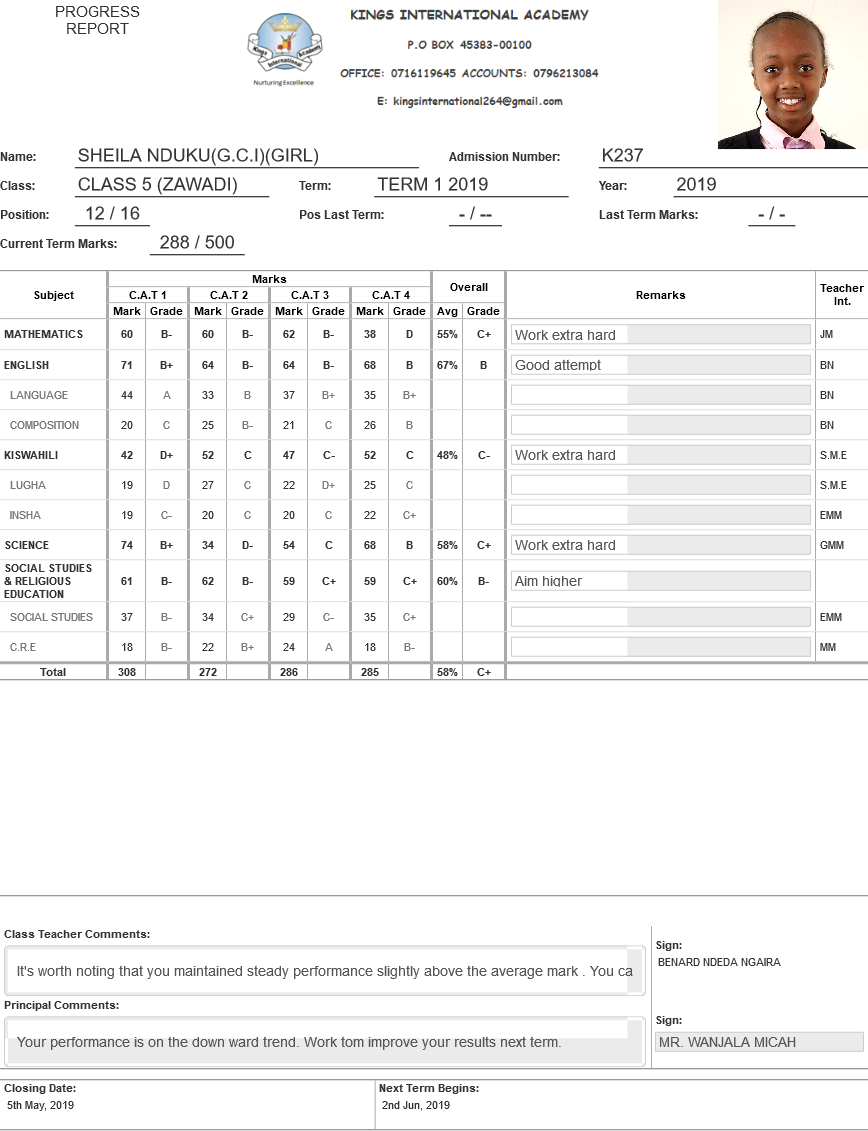 PROGRESS
REPORT
KINGS INTERNATIONAL ACADEMY
P.O BOX 45383-00100
OFFICE: 0716119645 ACCOUNTS: 0796213084
E: kingsinternational264@gmail.com
Kings Academy
International
Nurturing Excellence
Name: SHEILA NDUKU(G.C.I)(GIRL) Admission Number: K237
Class: CLASS 5 (ZAWADI) Term: TERM 1 2019 Year: 2019
Position: 12 / 16 Pos Last Term: - / -- Last Term Marks: - / -
Current Term Marks: 288 / 500
Subject Marks Overall Remarks Teacher Int.
C.A.T 1 C.A.T 2 C.A.T 3 C.A.T 4
Mark Grade Mark Grade Mark Grade Mark Grade Avg Grade
MATHEMATICS 60 B- 60 B- 62 B- 38 D 55% C+ Work extra hard JM
ENGLISH 71 B+ 64 B- 64 B- 68 B 67% B Good attempt BN
LANGUAGE 44 A 33 B 37 B+ 35 B+ BN
COMPOSITION 20 C 25 B- 21 C 26 B BN
KISWAHILI 42 D+ 52 C 47 C- 52 C 48% C- Work extra hard S.M.E
LUGHA 19 D 27 C 22 D+ 25 C S.M.E
INSHA 19 C- 20 C 20 C 22 C+ EMM
SCIENCE 74 B+ 34 D- 54 C 68 B 58% C+ Work extra hard GMM
SOCIAL STUDIES
& RELIGIOUS
EDUCATION 61 B- 62 B- 59 C+ 59 C+ 60% B- Aim higher
SOCIAL STUDIES 37 B- 34 C+ 29 C- 35 C+ EMM
C.R.E 18 B- 22 B+ 24 A 18 B- MM
Total 308 272 286 285 58% C+
Class Teacher Comments:
It's worth noting that you maintained steady performance slightly above the average mark . You ca
Sign:
BENARD NDEDA NGAIRA
Principal Comments:
Your performance is on the down ward trend. Work tom improve your results next term.
Sign:
MR. WANJALA MICAH
Closing Date: Next Term Begins:
5th May, 2019 2nd Jun, 2019